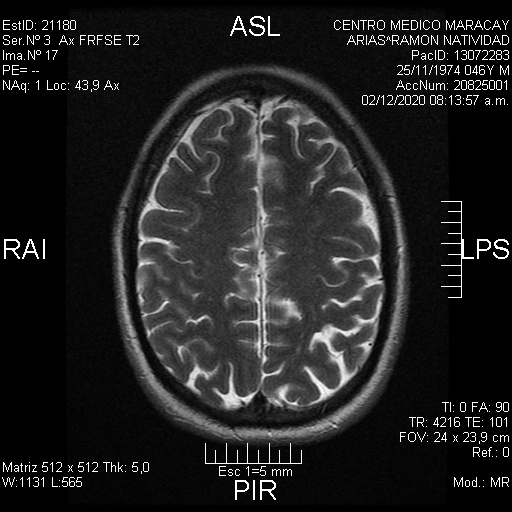 EstID: 21180
Ser.Nº 3 Ax FRFSE T2
Ima.Nº 17
PE= --
NAq: 1 Loc: 43,9 Ax
ASL
CENTRO MEDICO MARACAY
ARIAS^RAMON NATIVIDAD
PacID: 13072283
25/11/1974 046Y M
AccNum: 20825001
02/12/2020 08:13:57 a.m.
RAI
LPS
TI: 0 FA: 90
TR: 4216 TE: 101
FOV: 24 x 23,9 cm
Ref.: 0
Matriz 512 x 512 Thk: 5,0
W:1131 L:565
Esc 1=5 mm
PIR
Mod.: MR